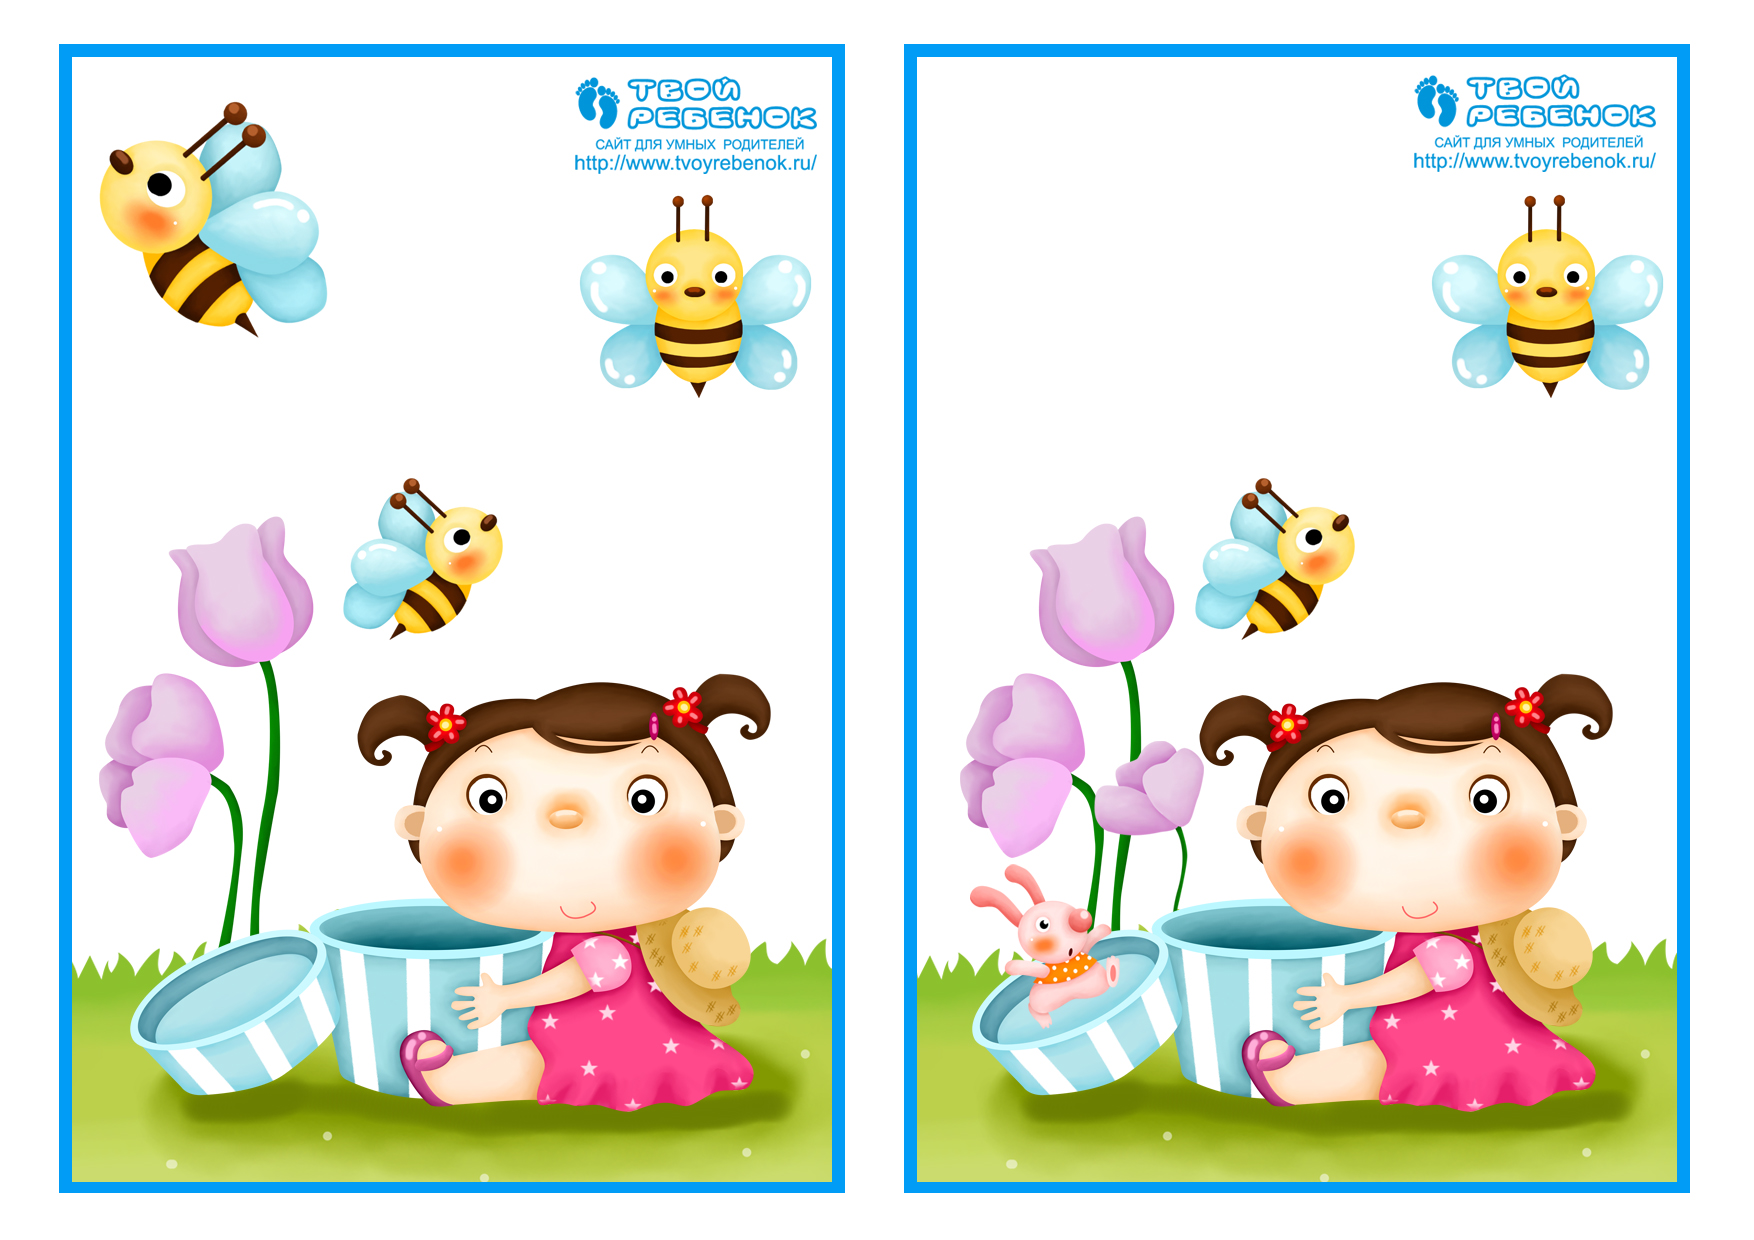 ТВОЙ
РЕБЕНОК
САЙТ ДЛЯ УМНЫХ РОДИТЕЛЕЙ
http://www.tvoyrebenok.ru/
ТВОЙ
РЕБЕНОК
САЙТ ДЛЯ УМНЫХ РОДИТЕЛЕЙ
http://www.tvoyrebenok.ru/